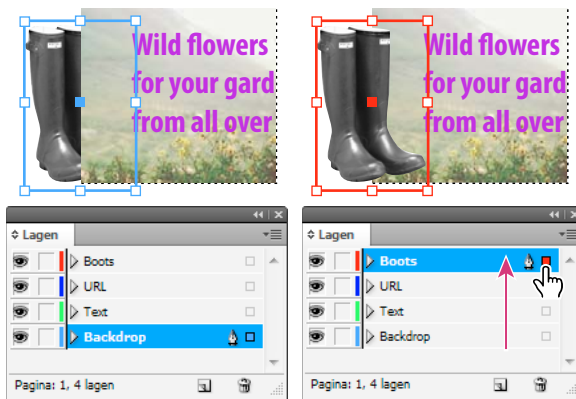 Wild flowers
for your gard
from all over
Wild flowers
for your gard
from all over
Lagen
Boots
URL
Text
Backdrop
Pagina: 1, 4 lagen
Lagen
Boots
URL
Text
Backdrop
Pagina: 1, 4 lagen